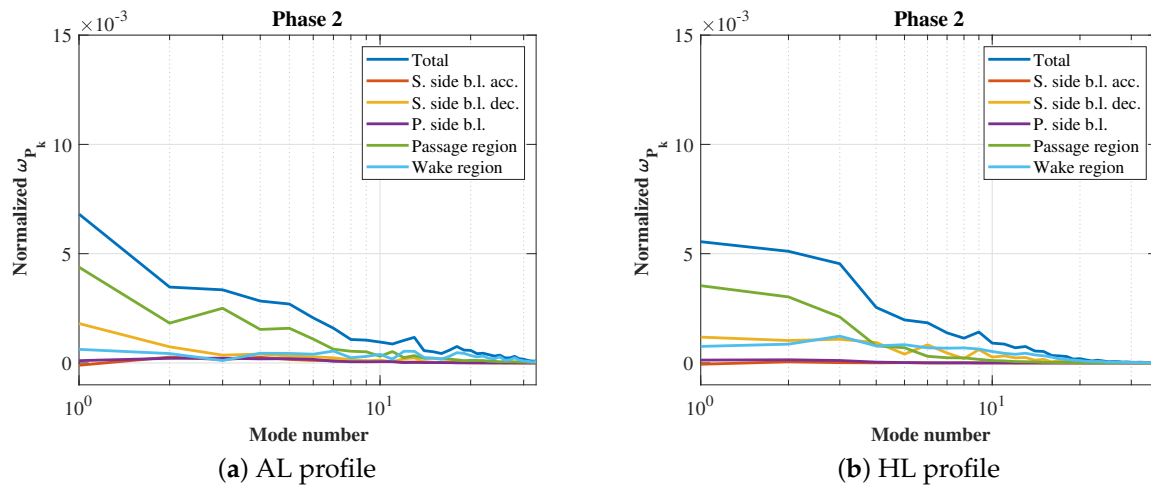 Phase 2
×10⁻³
15
10
5
0
Normalized ω_{P_k}
10⁰
10¹
Mode number
Total
S. side b.l. acc.
S. side b.l. dec.
P. side b.l.
Passage region
Wake region
(a) AL profile
Phase 2
×10⁻³
15
10
5
0
Normalized ω_{P_k}
10⁰
10¹
Mode number
Total
S. side b.l. acc.
S. side b.l. dec.
P. side b.l.
Passage region
Wake region
(b) HL profile